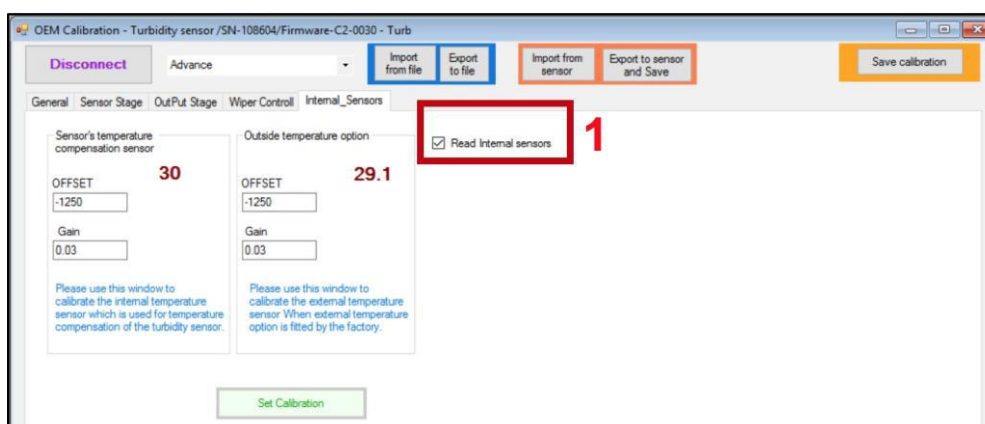 OEM Calibration - Turbidity sensor /SN-108604/Firmware-C2-0030 - Turb
Disconnect
Advance
Import
from file
Export
to file
Import from
sensor
Export to sensor
and Save
Save calibration
General
Sensor Stage
OutPut Stage
Wiper Control
Internal_Sensors
Sensor's temperature
compensation sensor
30
OFFSET
-1250
Gain
0.03
Please use this window to
calibrate the internal temperature
sensor which is used for temperature
compensation of the turbidity sensor.
Outside temperature option
29.1
OFFSET
-1250
Gain
0.03
Please use this window to
calibrate the external temperature
sensor When external temperature
option is fitted by the factory.
Read Internal sensors
1
Set Calibration